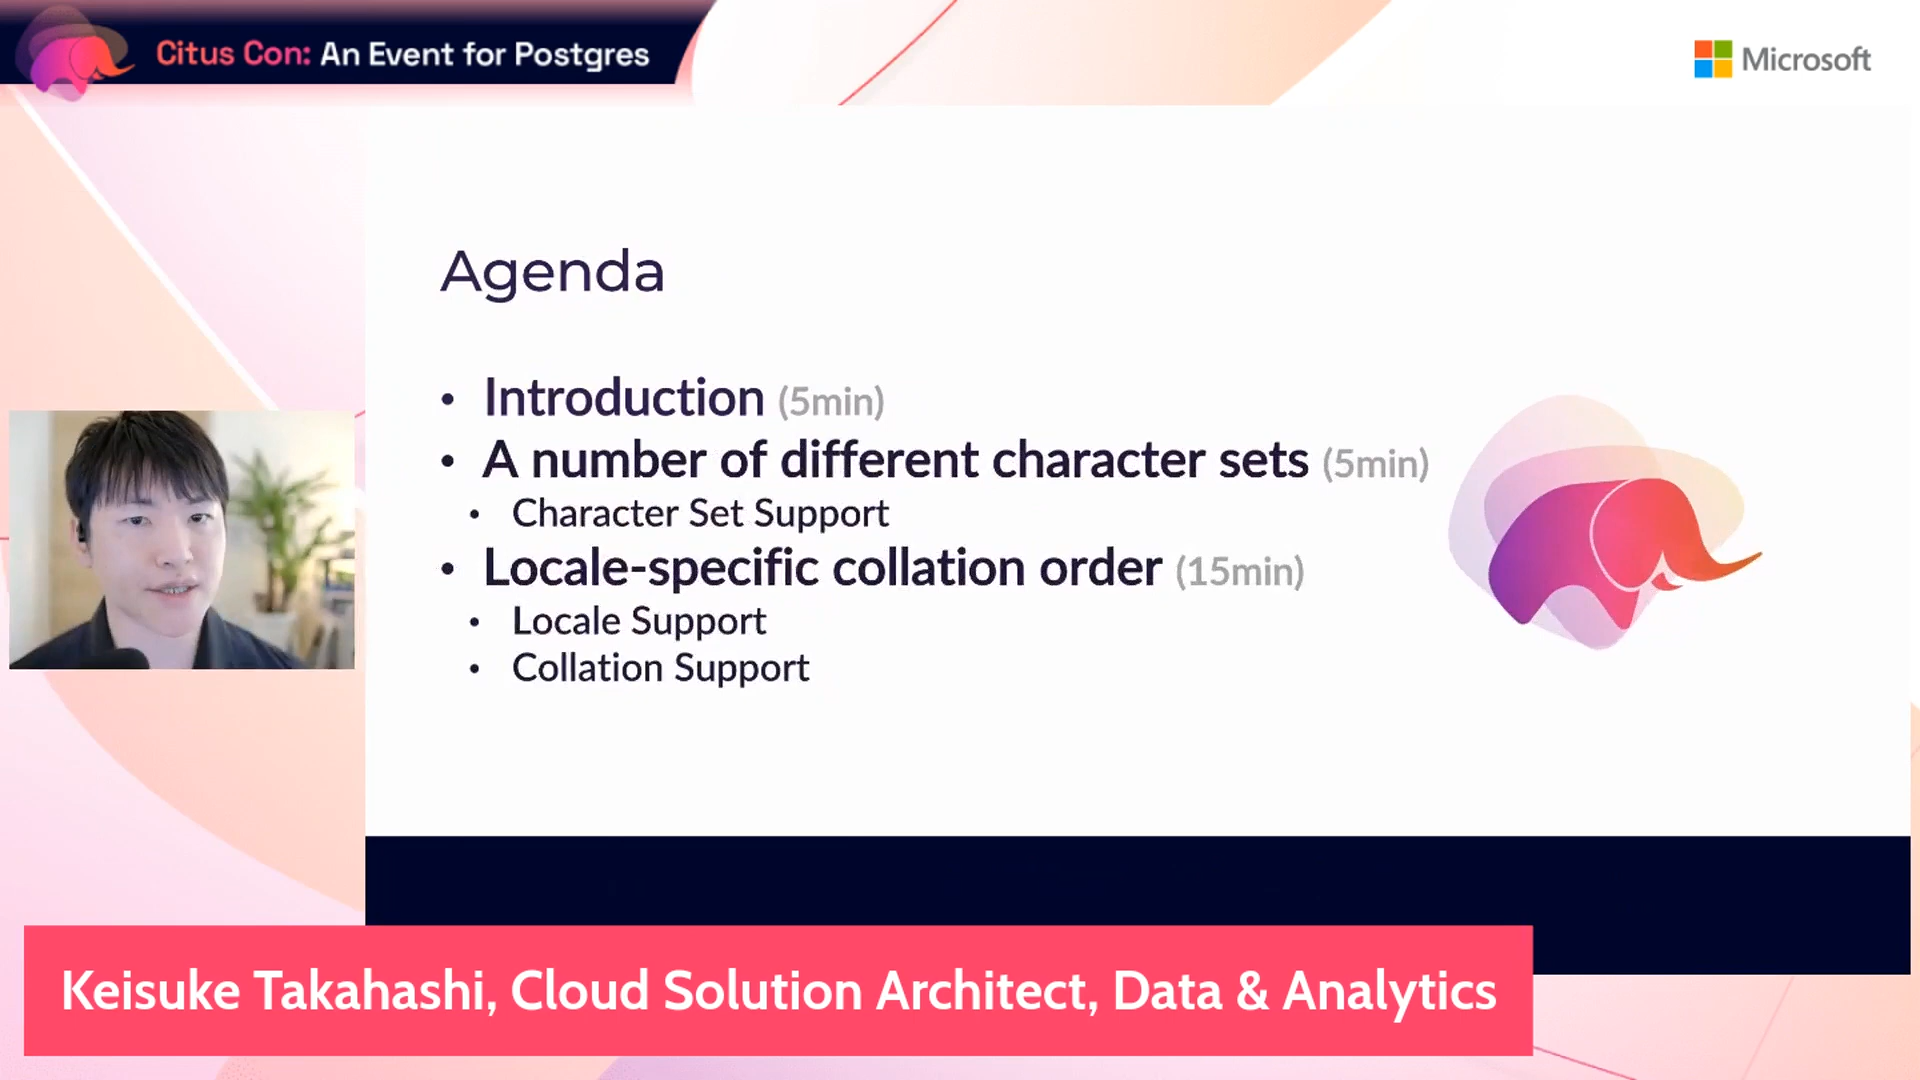 Citus Con: An Event for Postgres
Microsoft
Agenda
• Introduction (5min)
• A number of different character sets (5min)
• Character Set Support
• Locale-specific collation order (15min)
• Locale Support
• Collation Support
Keisuke Takahashi, Cloud Solution Architect, Data & Analytics